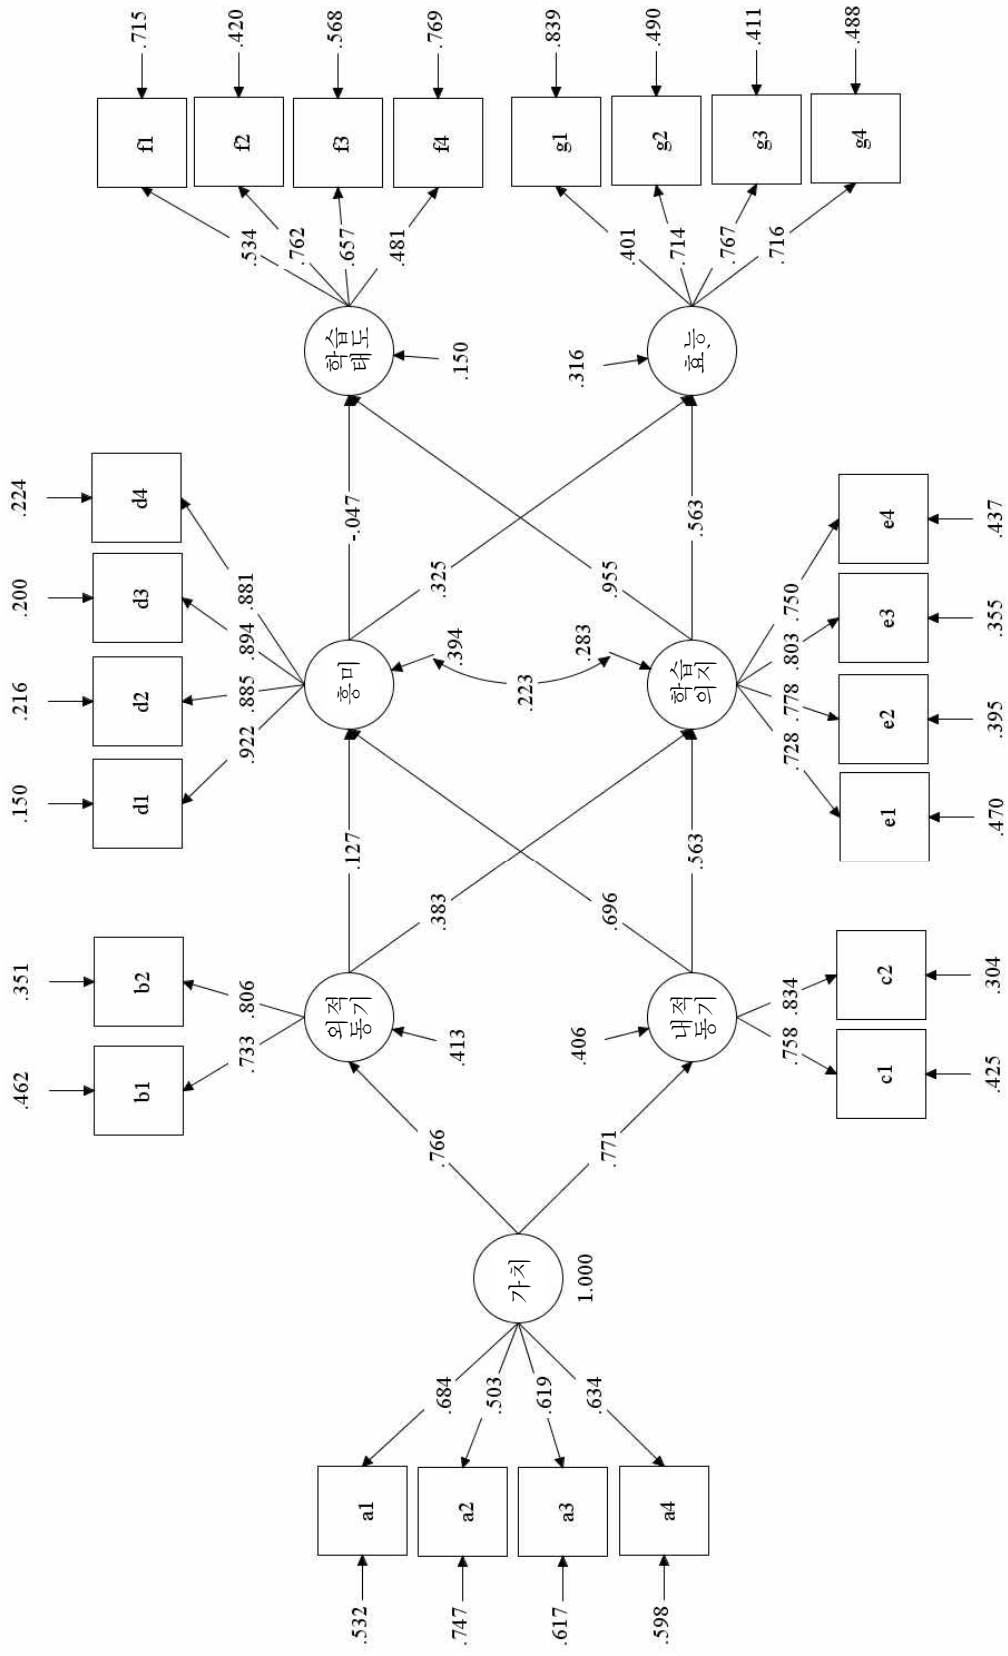 .462 .351 .150 .216 .200 .224
b1 b2 d1 d2 d3 d4 f1 .715
.733 .806 .922 .885 .894 .881 .534 f2 .420
.762
외적 학습
동기 흥미 태도
.532 a1 .127 -.047 .657 f3 .568
.481
.684 .766 .383 .325 f4 .769
.413 .394 .150
.747 a2 .503
가치 .223
.617 a3 .619 g1 .839
1.000 .406 .283 .316
.634 .771 .696 .955 .401
내적 학습
동기 의지 효능
.598 a4 .563 .563 .714 g2 .490
.767 g3 .411
.758 .834 .728 .778 .803 .750 .716
g4 .488
c1 c2 e1 e2 e3 e4
.425 .304 .470 .395 .355 .437